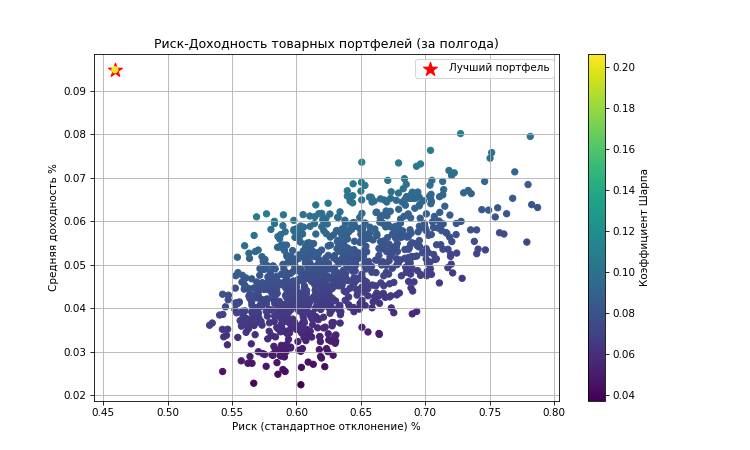 Риск-Доходность товарных портфелей (за полгода)
Лучший портфель
0.09
0.08
0.07
0.06
0.05
0.04
0.03
0.02
Средняя доходность %
0.45 0.50 0.55 0.60 0.65 0.70 0.75 0.80
Риск (стандартное отклонение) %
0.20
0.18
0.16
0.14
0.12
0.10
0.08
0.06
0.04
Коэффициент Шарпа